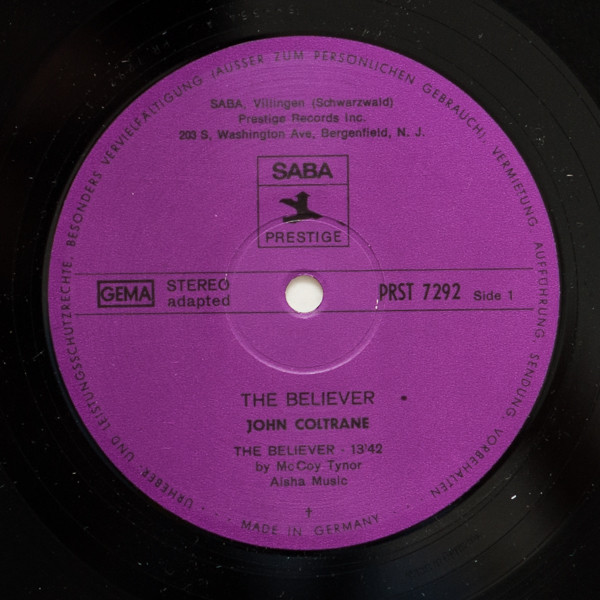 URHEBER- UND LEISTUNGSSCHUTZRECHTE, BESONDERS VERVIELFÄLTIGUNG (AUSSER ZUM PERSÖNLICHEN GEBRAUCH), VERMIETUNG AUFFÜHRUNG, SENDUNG, VORBEHALTEN
SABA, Villingen (Schwarzwald)
Prestige Records Inc.
203 S, Washington Ave, Bergenfield, N. J.
SABA
PRESTIGE
GEMA STEREO adapted PRST 7292 Side 1
THE BELIEVER
JOHN COLTRANE
THE BELIEVER - 13'42
by McCoy Tynor
Aisha Music
MADE IN GERMANY